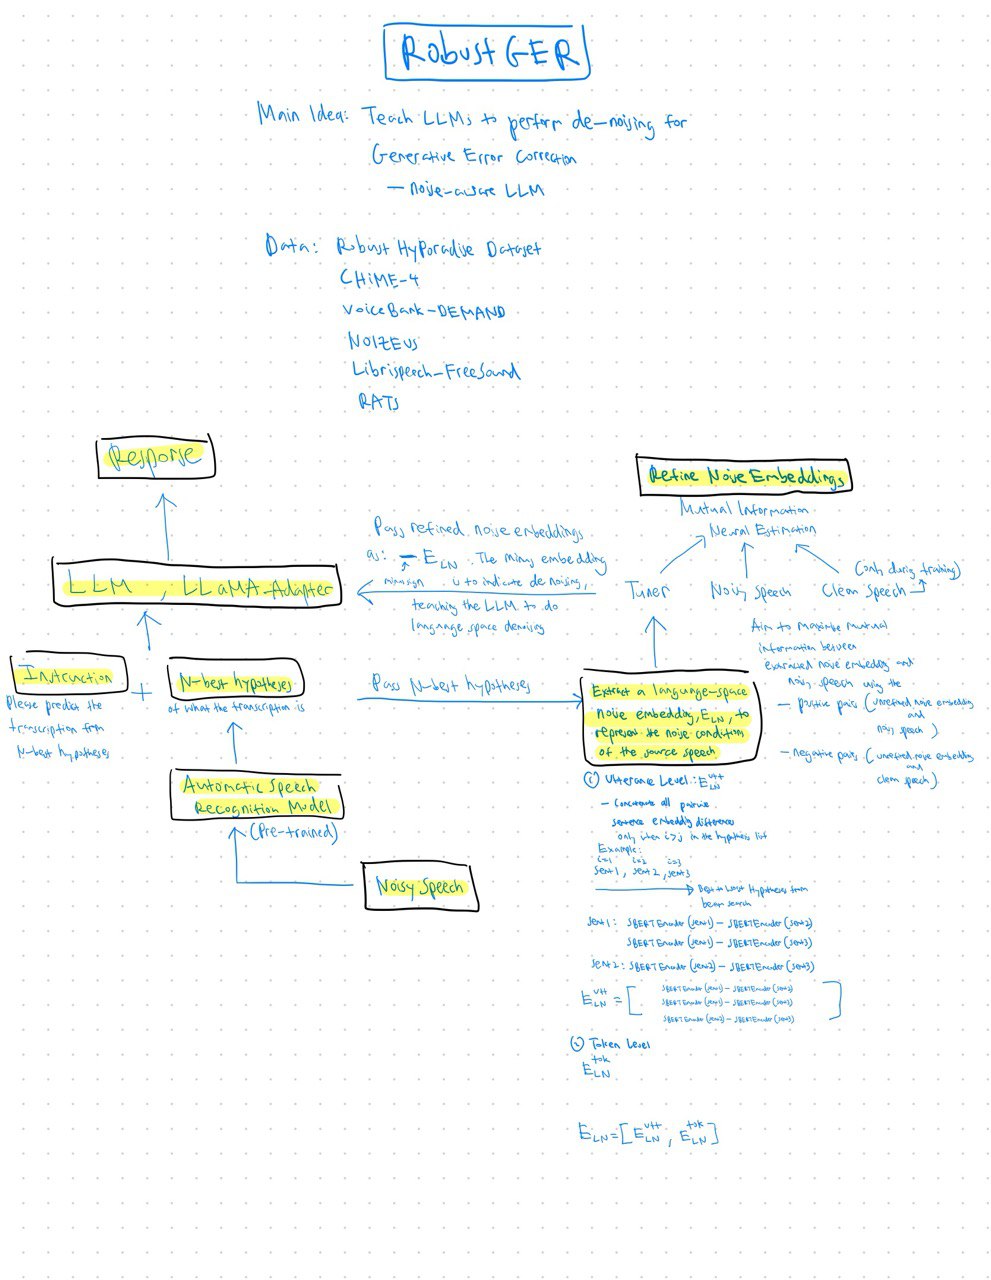 Robust GER
Main Idea: Teach LLMs to perform de-noising for
Generative Error Correction
— noise-aware LLM
Data: Robust HyPoradise Dataset
CHiME-4
VoiceBank-DEMAND
NOIZEUS
Librispeech-FreeSound
RATS
Response
LLM , LLaMA-Adapter
Instruction
Please predict the
transcription from
N-best hypotheses
+
N-best hypotheses
of what the transcription is
Automatic Speech
Recognition Model
(Pre-trained)
Noisy Speech
Pass refined noise embeddings
as: - E LN . The minus embedding
minus sign is to indicate de noising,
teaching the LLM to do
language space denoising
Pass N-best hypotheses
Refine Noise Embeddings
Mutual Information
Neural Estimation
Tuner
Noisy Speech
Clean Speech
(only during training)
Aim to maximize mutual
information between
extracted noise embedding and
noisy speech using the
— positive pairs (unrefined noise embedding
and
noisy speech)
— negative pairs (unrefined noise embedding
and
clean speech)
Extract a language-space
noise embedding, E LN, to
represent the noise condition
of the source speech
① Utterance Level: E LN utt
— Concatenate all pairwise
sentence embedding differences
only when i>j in the hypothesis list
Example:
i=1 i=2 i=3
Sent1, sent2, sent3
Best to worst Hypotheses from
beam search
Sent1: SBERTEncoder(sent1) — SBERTEncoder(sent2)
SBERTEncoder(sent1) — SBERTEncoder(sent3)
Sent2: SBERTEncoder(sent2) — SBERTEncoder(sent3)
E LN utt = [ SBERTEncoder(sent1) — SBERTEncoder(sent2)
SBERTEncoder(sent1) — SBERTEncoder(sent3)
SBERTEncoder(sent2) — SBERTEncoder(sent3) ]
② Token Level
E LN tok
E LN = [E LN utt , E LN tok]